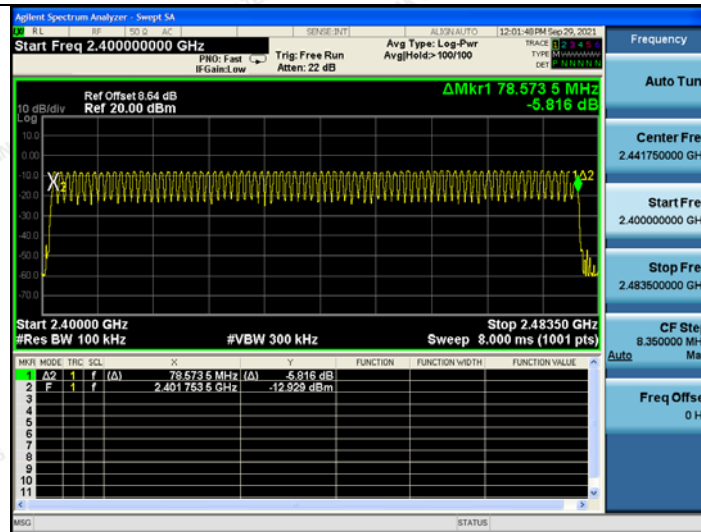 Agilent Spectrum Analyzer - Swept SA
RL RF 50 Ω AC SENSE:INT ALIGN AUTO 12:01:48 PM Sep 29, 2021
Start Freq 2.400000000 GHz
PNO: Fast
IFGain:Low
Trig: Free Run
Atten: 22 dB
Avg Type: Log-Pwr
Avg|Hold:>100/100
TRACE 1 2 3 4 5 6
TYPE M
DET P N N N N N
Ref Offset 8.64 dB
Ref 20.00 dBm
10 dB/div
Log
ΔMkr1 78.573 5 MHz
-5.816 dB
10.0
0.00
-10.0
-20.0
-30.0
-40.0
-50.0
-60.0
-70.0
X2
1Δ2
Start 2.40000 GHz Stop 2.48350 GHz
#Res BW 100 kHz #VBW 300 kHz Sweep 8.000 ms (1001 pts)
MKR MODE TRC SCL X Y FUNCTION FUNCTION WIDTH FUNCTION VALUE
1 Δ2 1 f (Δ) 78.573 5 MHz (Δ) -5.816 dB
2 F 1 f 2.401 753 5 GHz -12.929 dBm
3
4
5
6
7
8
9
10
11
MSG STATUS
Frequency
Auto Tun
Center Fre
2.441750000 GH
Start Fre
2.400000000 GH
Stop Fre
2.483500000 GH
CF Ste
8.350000 MH
Auto Ma
Freq Offse
0 H